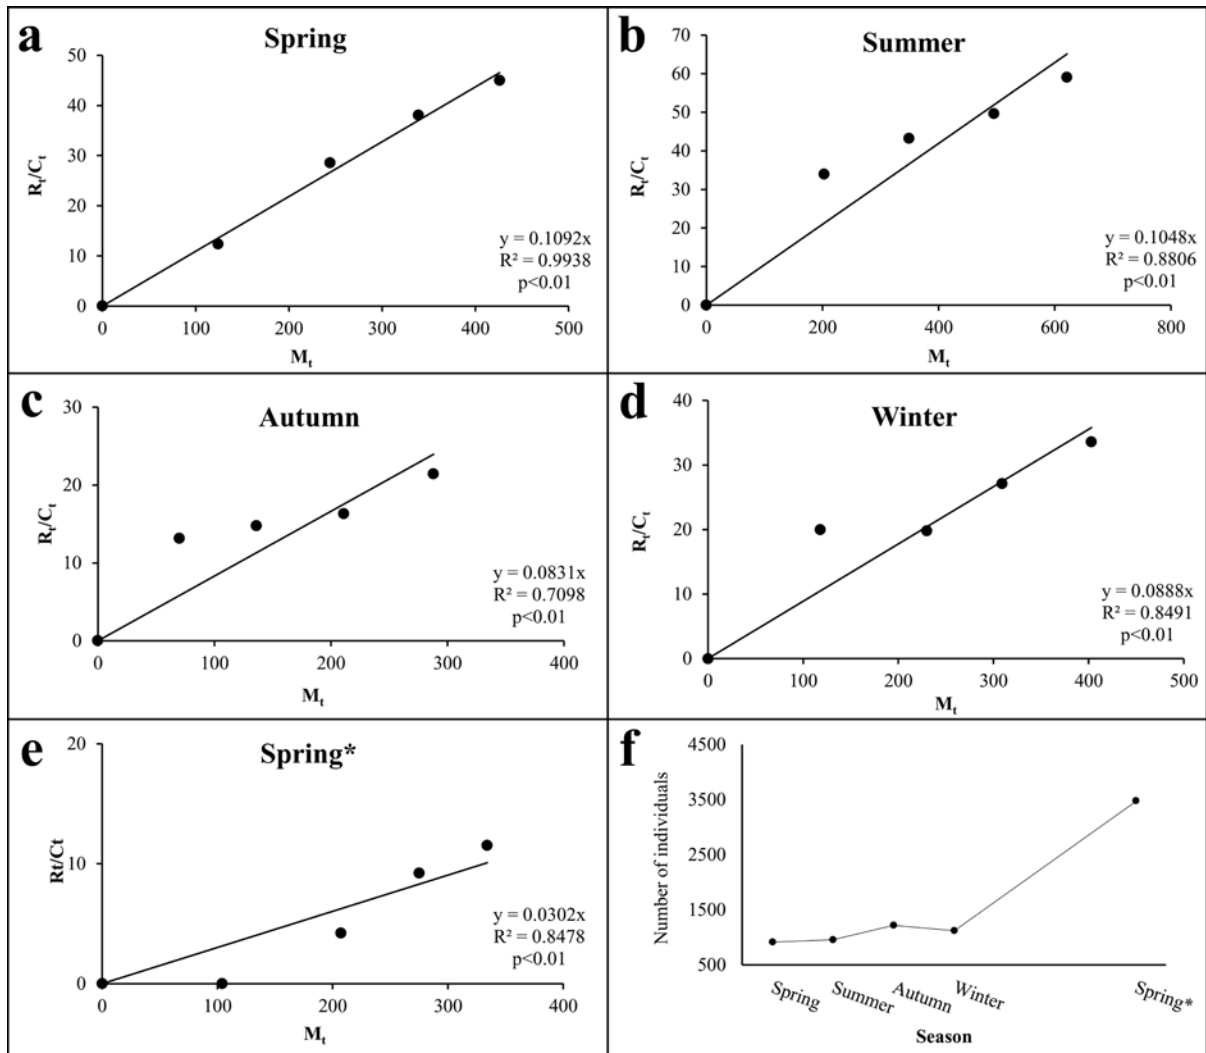 a
Spring
50
40
30
20
10
0
Rₜ/Cₜ
y = 0.1092x
R² = 0.9938
p<0.01
0 100 200 300 400 500
Mₜ
b
Summer
70
60
50
40
30
20
10
0
Rₜ/Cₜ
y = 0.1048x
R² = 0.8806
p<0.01
0 200 400 600 800
Mₜ
c
Autumn
30
20
10
0
Rₜ/Cₜ
y = 0.0831x
R² = 0.7098
p<0.01
0 100 200 300 400
Mₜ
d
Winter
40
30
20
10
0
Rₜ/Cₜ
y = 0.0888x
R² = 0.8491
p<0.01
0 100 200 300 400 500
Mₜ
e
Spring*
20
10
0
Rt/Ct
y = 0.0302x
R² = 0.8478
p<0.01
0 100 200 300 400
Mₜ
f
4500
3500
2500
1500
500
Number of individuals
Spring Summer Autumn Winter Spring*
Season